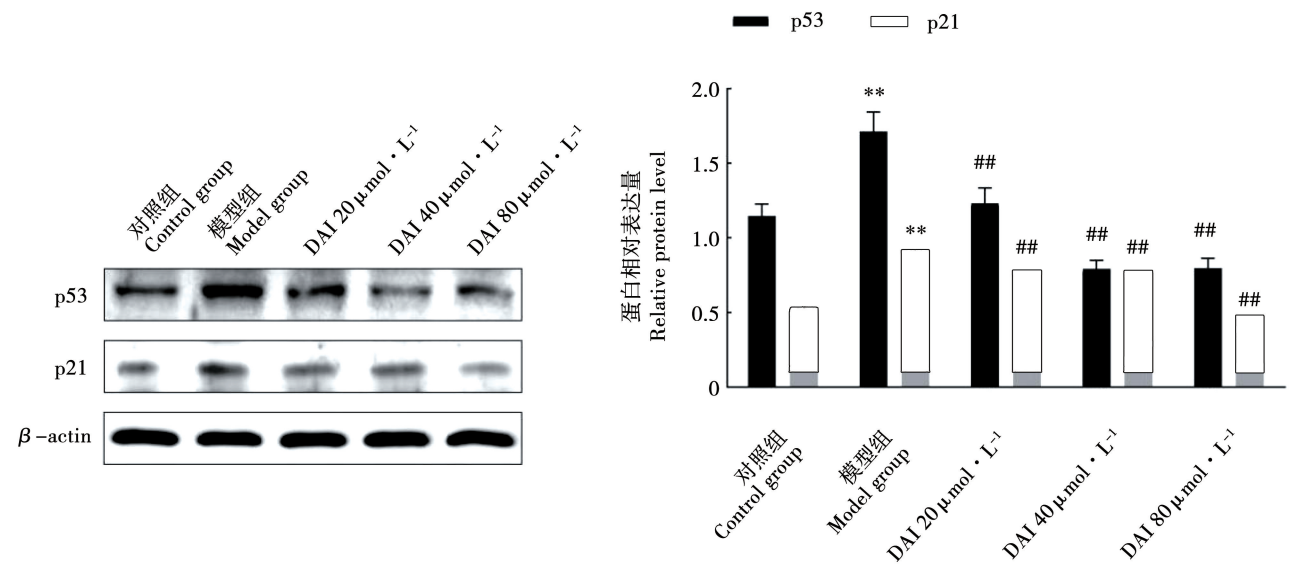 对照组
Control group
模型组
Model group
DAI 20 μmol·L⁻¹
DAI 40 μmol·L⁻¹
DAI 80 μmol·L⁻¹
p53
p21
β-actin
p53
p21
蛋白相对表达量
Relative protein level
2.0
1.5
1.0
0.5
0
**
**
##
##
##
##
##
##
对照组
Control group
模型组
Model group
DAI 20 μmol·L⁻¹
DAI 40 μmol·L⁻¹
DAI 80 μmol·L⁻¹